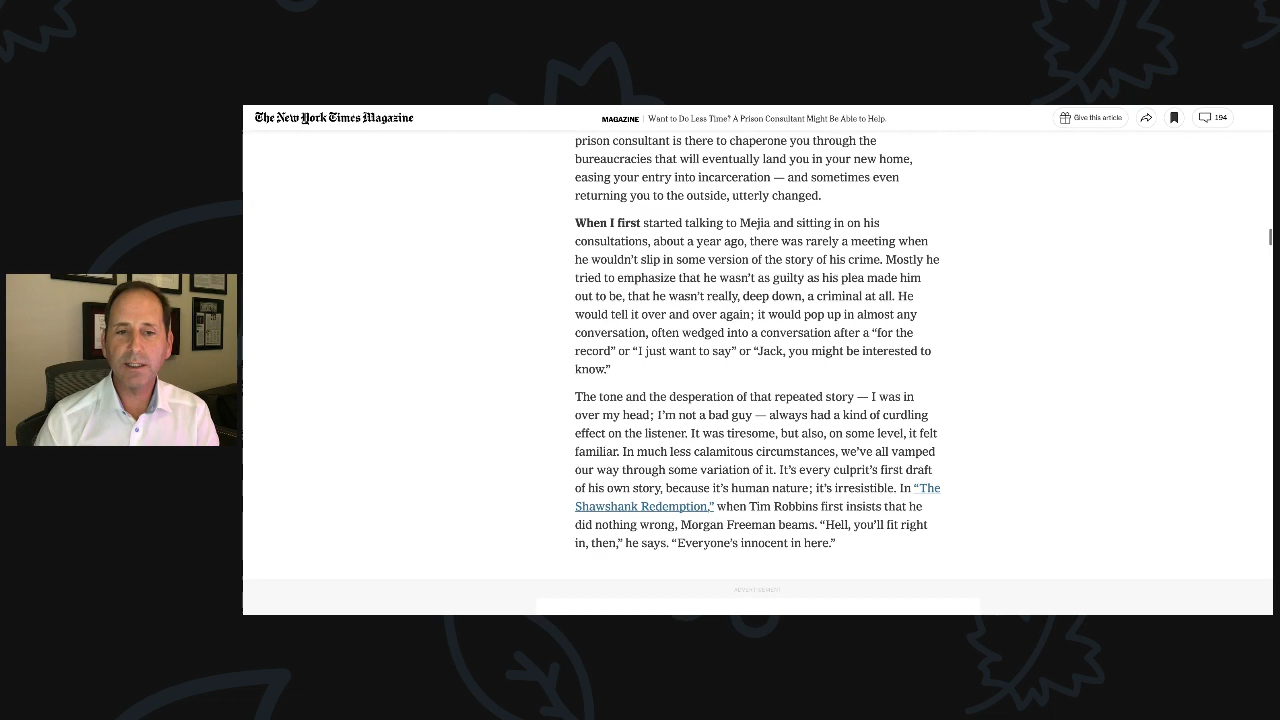 The New York Times Magazine
MAGAZINE | Want to Do Less Time? A Prison Consultant Might Be Able to Help.
Give this article
194
prison consultant is there to chaperone you through the
bureaucracies that will eventually land you in your new home,
easing your entry into incarceration — and sometimes even
returning you to the outside, utterly changed.
When I first started talking to Mejia and sitting in on his
consultations, about a year ago, there was rarely a meeting when
he wouldn’t slip in some version of the story of his crime. Mostly he
tried to emphasize that he wasn’t as guilty as his plea made him
out to be, that he wasn’t really, deep down, a criminal at all. He
would tell it over and over again; it would pop up in almost any
conversation, often wedged into a conversation after a “for the
record” or “I just want to say” or “Jack, you might be interested to
know.”
The tone and the desperation of that repeated story — I was in
over my head; I’m not a bad guy — always had a kind of curdling
effect on the listener. It was tiresome, but also, on some level, it felt
familiar. In much less calamitous circumstances, we’ve all vamped
our way through some variation of it. It’s every culprit’s first draft
of his own story, because it’s human nature; it’s irresistible. In “The
Shawshank Redemption,” when Tim Robbins first insists that he
did nothing wrong, Morgan Freeman beams. “Hell, you’ll fit right
in, then,” he says. “Everyone’s innocent in here.”
ADVERTISEMENT